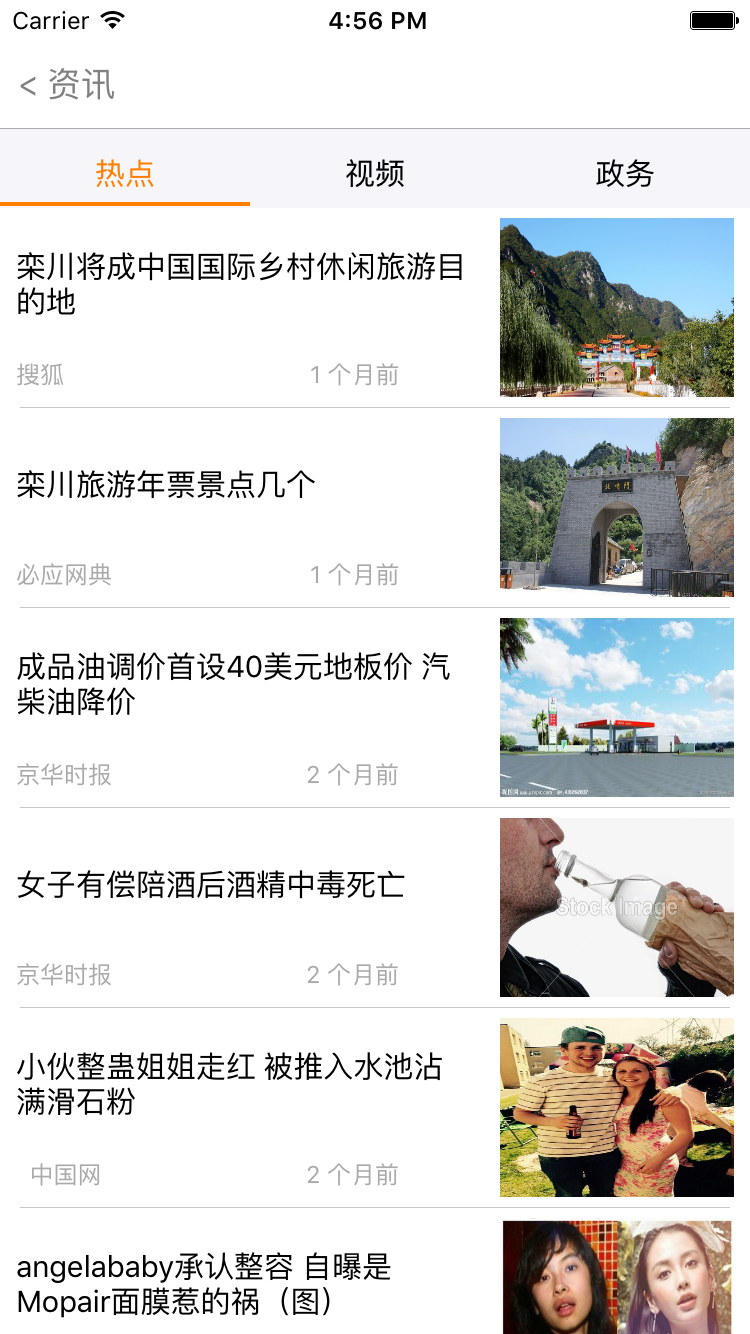 Carrier 4:56 PM
< 资讯
热点 视频 政务
栾川将成中国国际乡村休闲旅游目
的地
搜狐 1 个月前
栾川旅游年票景点几个
必应网典 1 个月前
成品油调价首设40美元地板价 汽
柴油降价
京华时报 2 个月前
女子有偿陪酒后酒精中毒死亡
Stock Image
京华时报 2 个月前
小伙整蛊姐姐走红 被推入水池沾
满滑石粉
中国网 2 个月前
angelababy承认整容 自曝是
Mopair面膜惹的祸（图）